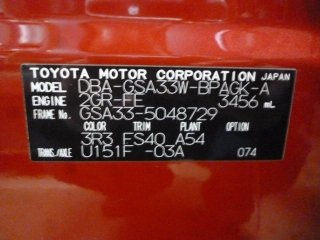 TOYOTA MOTOR CORPORATION JAPAN
MODEL DBA-GSA33W-BPAGK-A
ENGINE 2GR-FE 3456 mL
FRAME No. GSA33-5048729
COLOR TRIM PLANT OPTION
3R3 FS40 A54
TRANS./AXLE U151F -03A 074